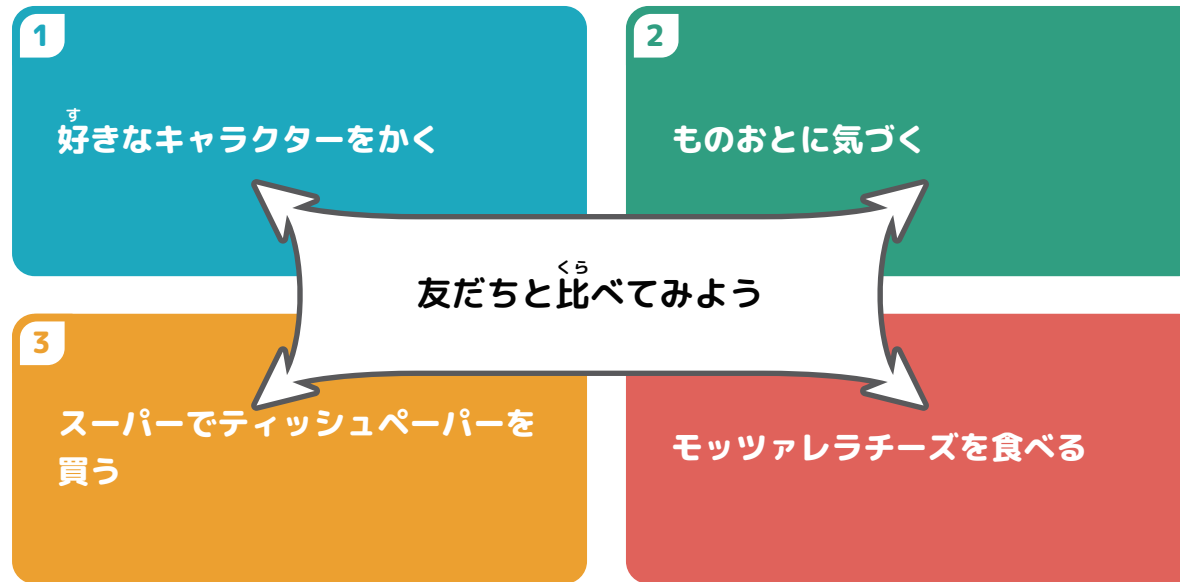 1
好きなキャラクターをかく
す
2
ものおとに気づく
友だちと比べてみよう
くら
3
スーパーでティッシュペーパーを
買う
モッツァレラチーズを食べる